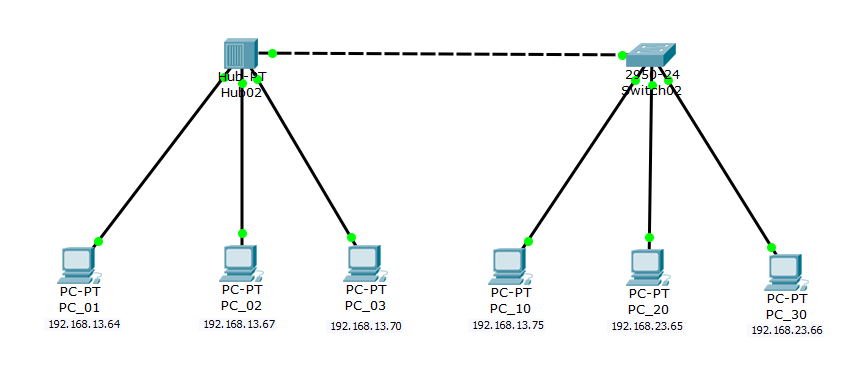 Hub-PT
Hub02
2950-24
Switch02
PC-PT
PC_01
192.168.13.64
PC-PT
PC_02
192.168.13.67
PC-PT
PC_03
192.168.13.70
PC-PT
PC_10
192.168.13.75
PC-PT
PC_20
192.168.23.65
PC-PT
PC_30
192.168.23.66